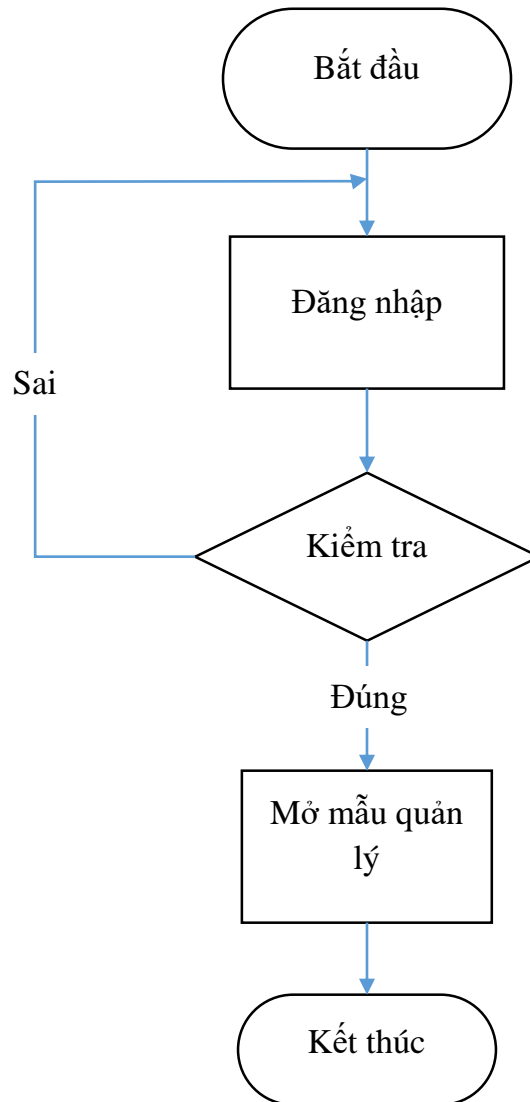 Bắt đầu
Đăng nhập
Sai
Kiểm tra
Đúng
Mở mẫu quản
lý
Kết thúc